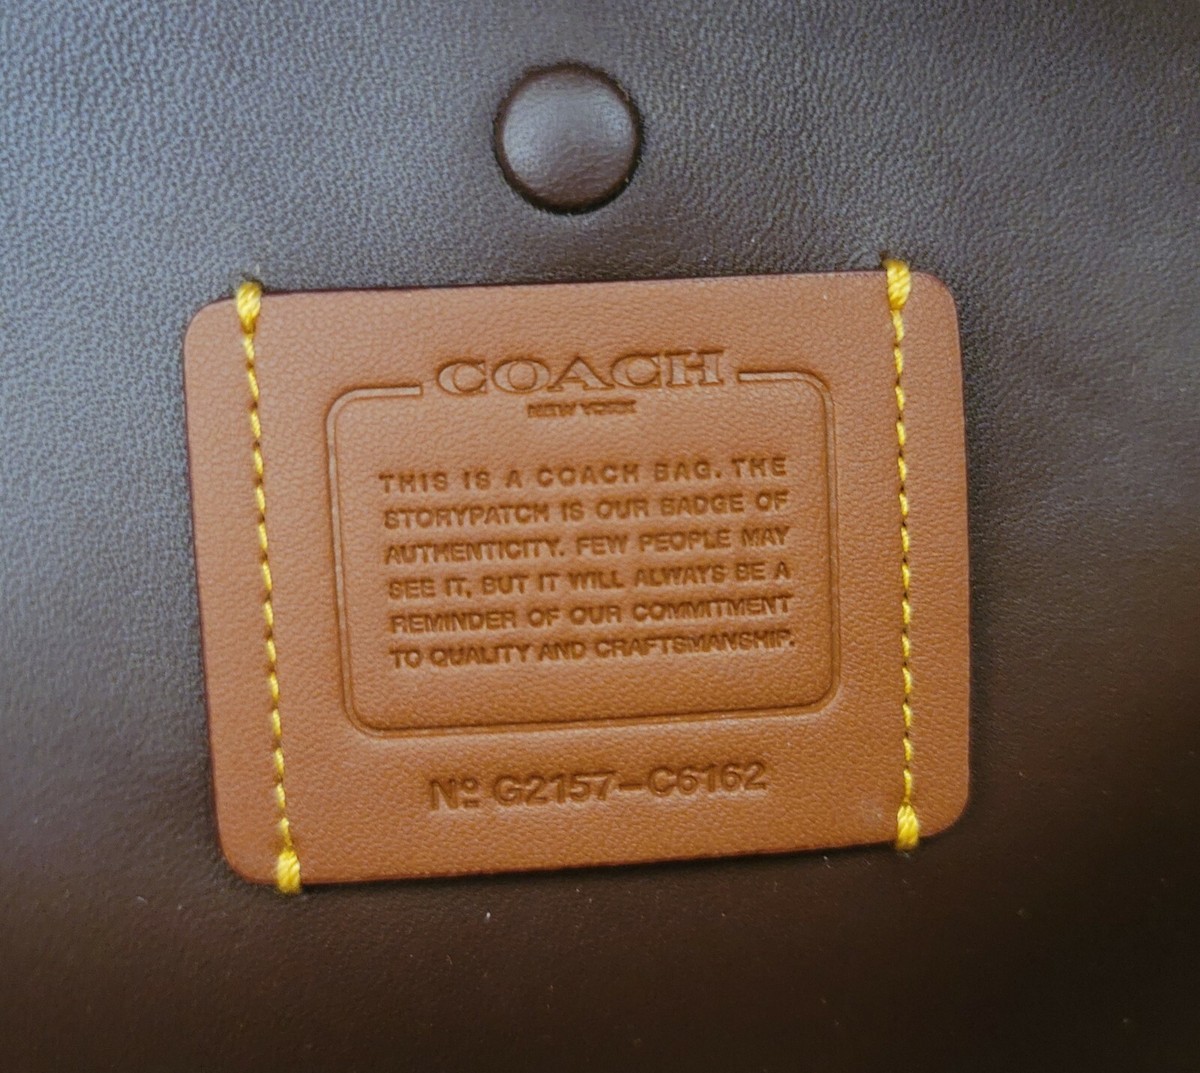 COACH
NEW YORK
THIS IS A COACH BAG. THE
STORYPATCH IS OUR BADGE OF
AUTHENTICITY. FEW PEOPLE MAY
SEE IT, BUT IT WILL ALWAYS BE A
REMINDER OF OUR COMMITMENT
TO QUALITY AND CRAFTSMANSHIP.
Nº G2157-C6162